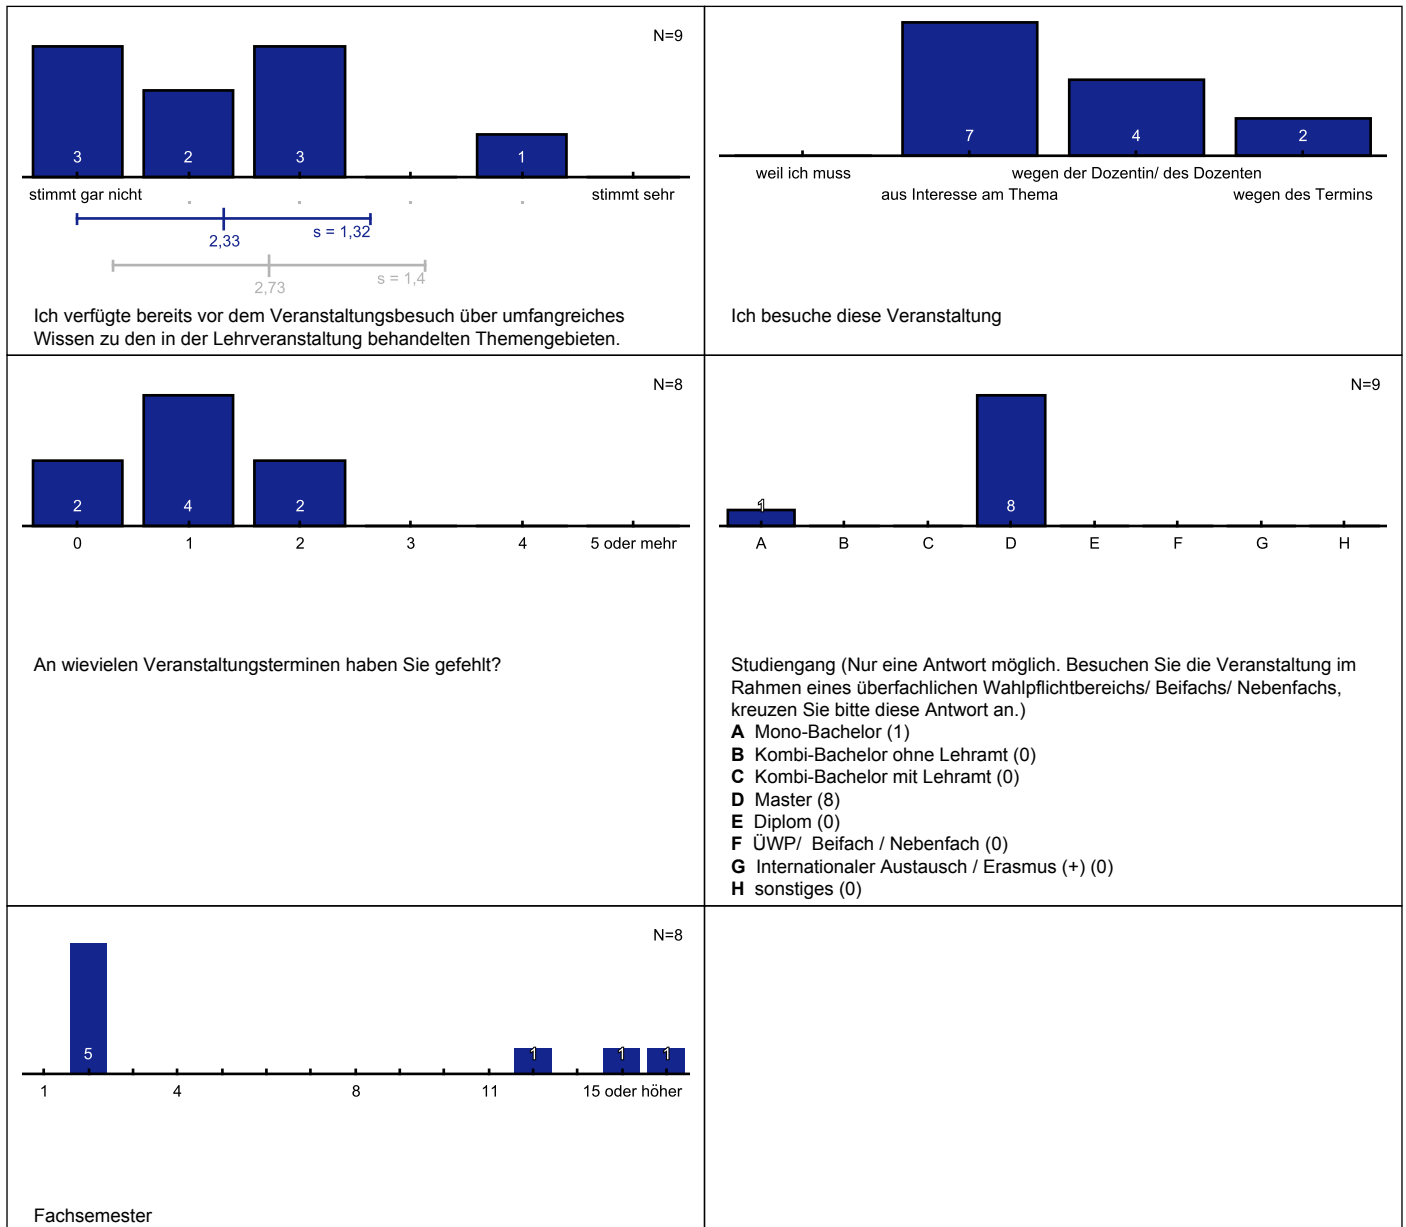 N=9
3
2
3
1
stimmt gar nicht
stimmt sehr
2,33
s = 1,32
2,73
s = 1,4
Ich verfügte bereits vor dem Veranstaltungsbesuch über umfangreiches
Wissen zu den in der Lehrveranstaltung behandelten Themengebieten.
7
4
2
weil ich muss
wegen der Dozentin/ des Dozenten
aus Interesse am Thema
wegen des Termins
Ich besuche diese Veranstaltung
N=8
2
4
2
0 1 2 3 4 5 oder mehr
An wievielen Veranstaltungsterminen haben Sie gefehlt?
N=9
1
8
A B C D E F G H
Studiengang (Nur eine Antwort möglich. Besuchen Sie die Veranstaltung im
Rahmen eines überfachlichen Wahlpflichtbereichs/ Beifachs/ Nebenfachs,
kreuzen Sie bitte diese Antwort an.)
A Mono-Bachelor (1)
B Kombi-Bachelor ohne Lehramt (0)
C Kombi-Bachelor mit Lehramt (0)
D Master (8)
E Diplom (0)
F ÜWP/ Beifach / Nebenfach (0)
G Internationaler Austausch / Erasmus (+) (0)
H sonstiges (0)
N=8
5
1
1
1
1 4 8 11 15 oder höher
Fachsemester